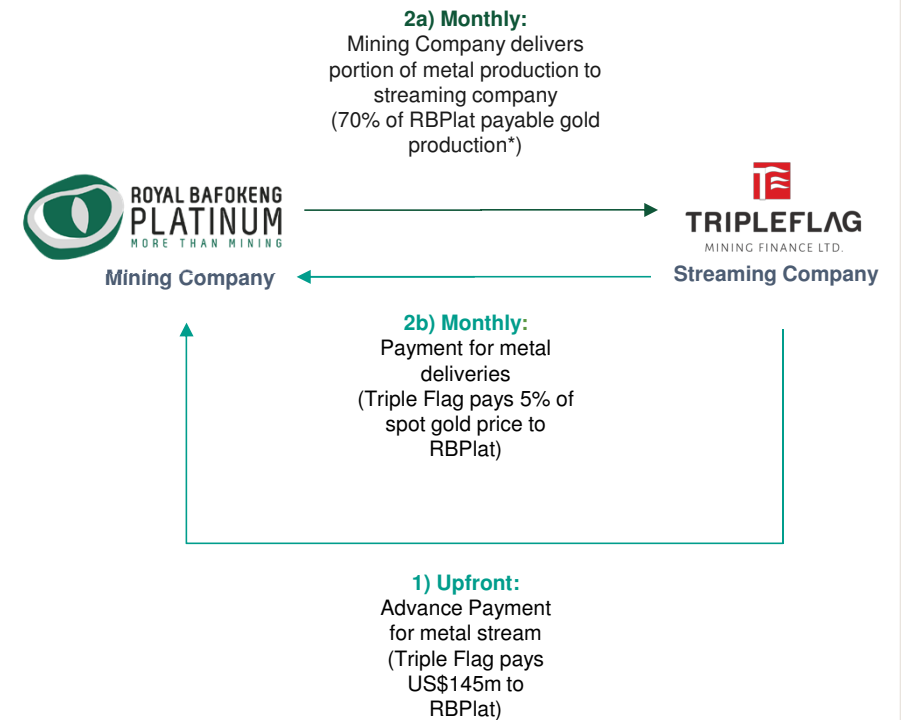 2a) Monthly:
Mining Company delivers
portion of metal production to
streaming company
(70% of RBPlat payable gold
production*)
ROYAL BAFOKENG
PLATINUM
MORE THAN MINING
Mining Company
TRIPLEFLAG
MINING FINANCE LTD.
Streaming Company
2b) Monthly:
Payment for metal
deliveries
(Triple Flag pays 5% of
spot gold price to
RBPlat)
1) Upfront:
Advance Payment
for metal stream
(Triple Flag pays
US$145m to
RBPlat)